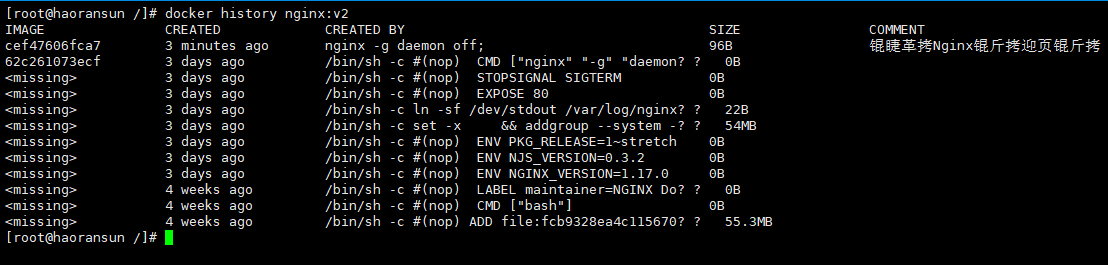 [root@haoransun /]# docker history nginx:v2
IMAGE CREATED CREATED BY SIZE COMMENT
cef47606fca7 3 minutes ago nginx -g daemon off; 96B 锟睫革拷Nginx锟斤拷迎页锟斤拷
62c261073ecf 3 days ago /bin/sh -c #(nop) CMD ["nginx" "-g" "daemon? ? 0B
<missing> 3 days ago /bin/sh -c #(nop) STOPSIGNAL SIGTERM 0B
<missing> 3 days ago /bin/sh -c #(nop) EXPOSE 80 0B
<missing> 3 days ago /bin/sh -c ln -sf /dev/stdout /var/log/nginx? ? 22B
<missing> 3 days ago /bin/sh -c set -x && addgroup --system -? ? 54MB
<missing> 3 days ago /bin/sh -c #(nop) ENV PKG_RELEASE=1~stretch 0B
<missing> 3 days ago /bin/sh -c #(nop) ENV NJS_VERSION=0.3.2 0B
<missing> 3 days ago /bin/sh -c #(nop) ENV NGINX_VERSION=1.17.0 0B
<missing> 4 weeks ago /bin/sh -c #(nop) LABEL maintainer=NGINX Do? ? 0B
<missing> 4 weeks ago /bin/sh -c #(nop) CMD ["bash"] 0B
<missing> 4 weeks ago /bin/sh -c #(nop) ADD file:fcb9328ea4c115670? ? 55.3MB
[root@haoransun /]#